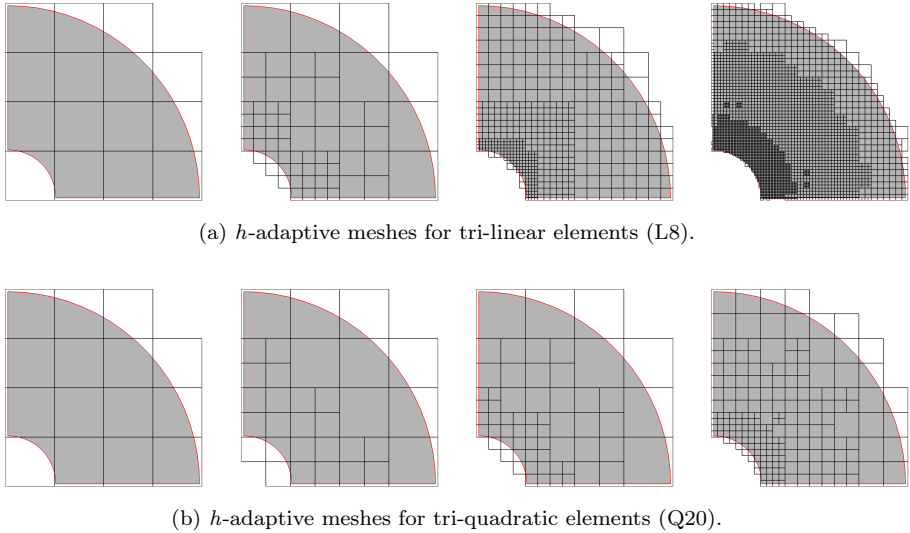 (a) h-adaptive meshes for tri-linear elements (L8).
(b) h-adaptive meshes for tri-quadratic elements (Q20).